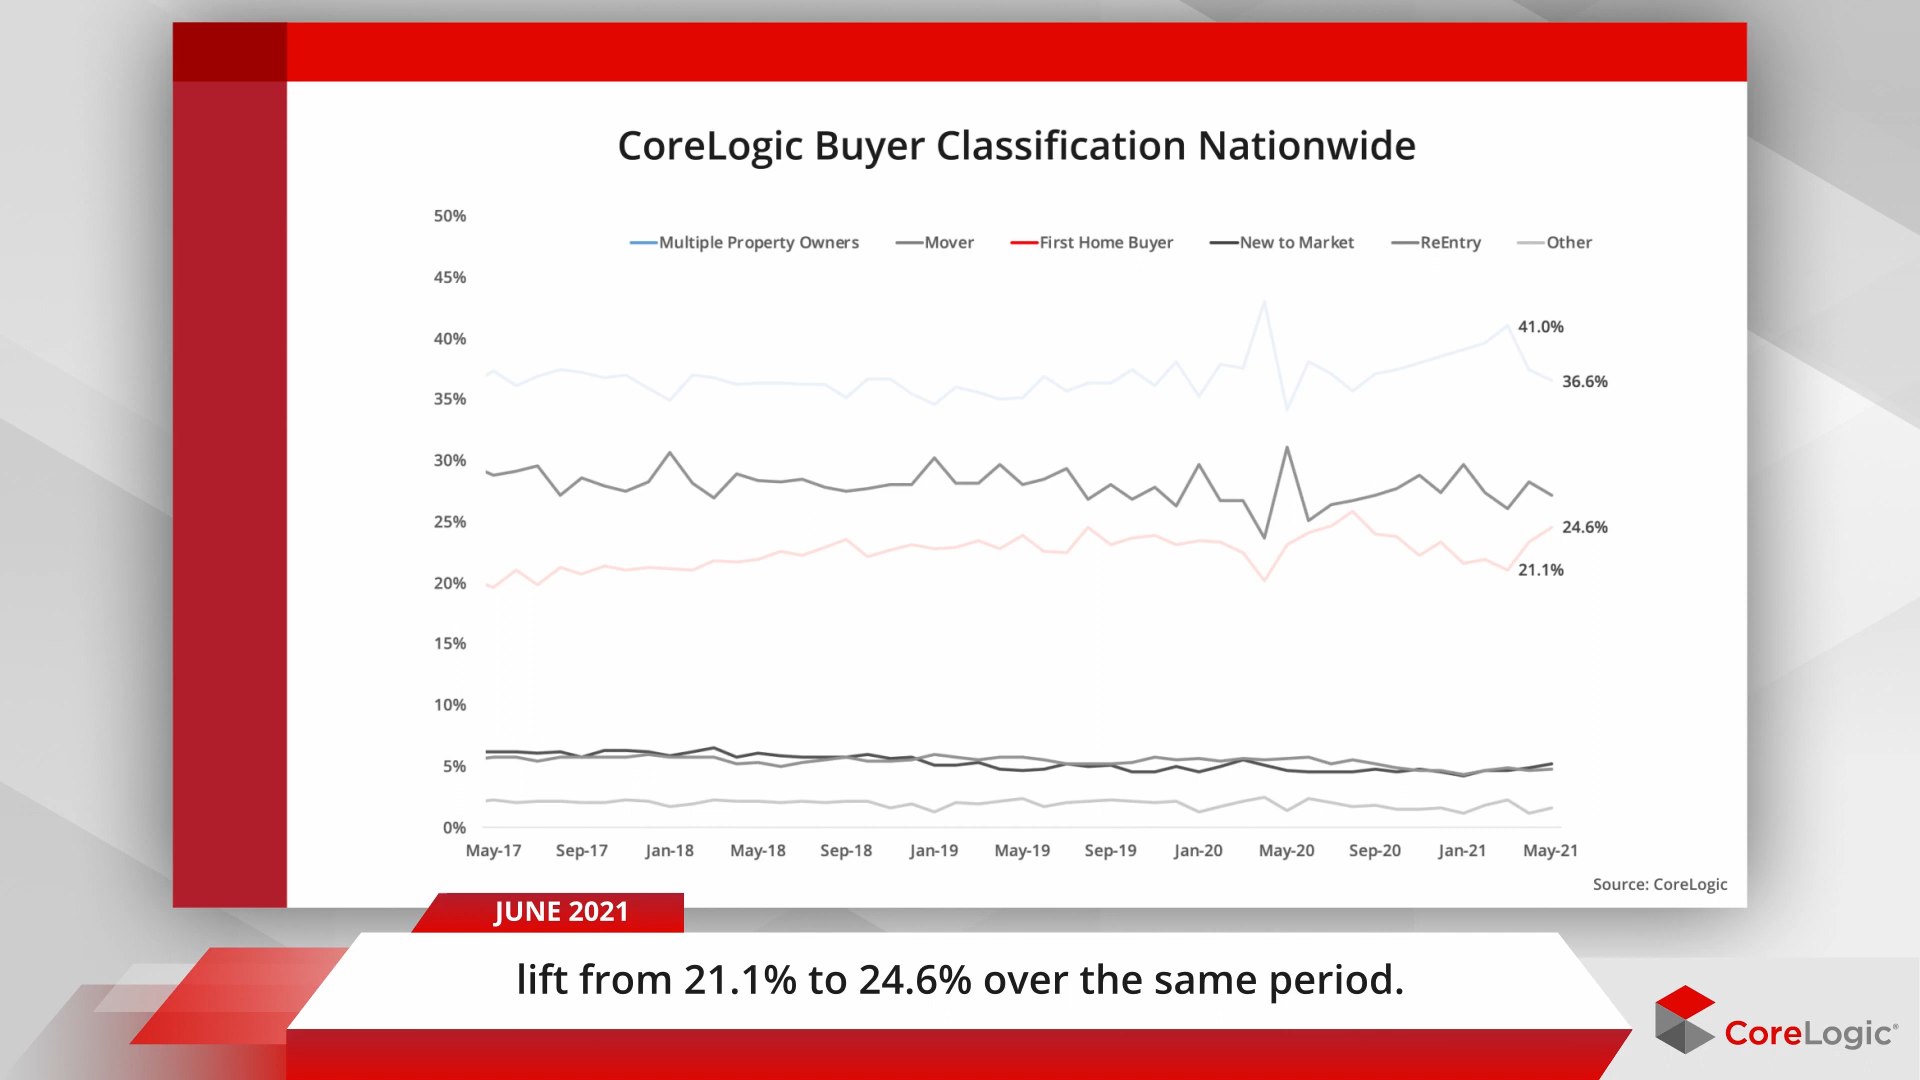 CoreLogic Buyer Classification Nationwide
50%
Multiple Property Owners Mover First Home Buyer New to Market ReEntry Other
45%
41.0%
40%
36.6%
35%
30%
24.6%
25%
21.1%
20%
15%
10%
5%
0%
May-17 Sep-17 Jan-18 May-18 Sep-18 Jan-19 May-19 Sep-19 Jan-20 May-20 Sep-20 Jan-21 May-21
Source: CoreLogic
JUNE 2021
lift from 21.1% to 24.6% over the same period.
CoreLogic®